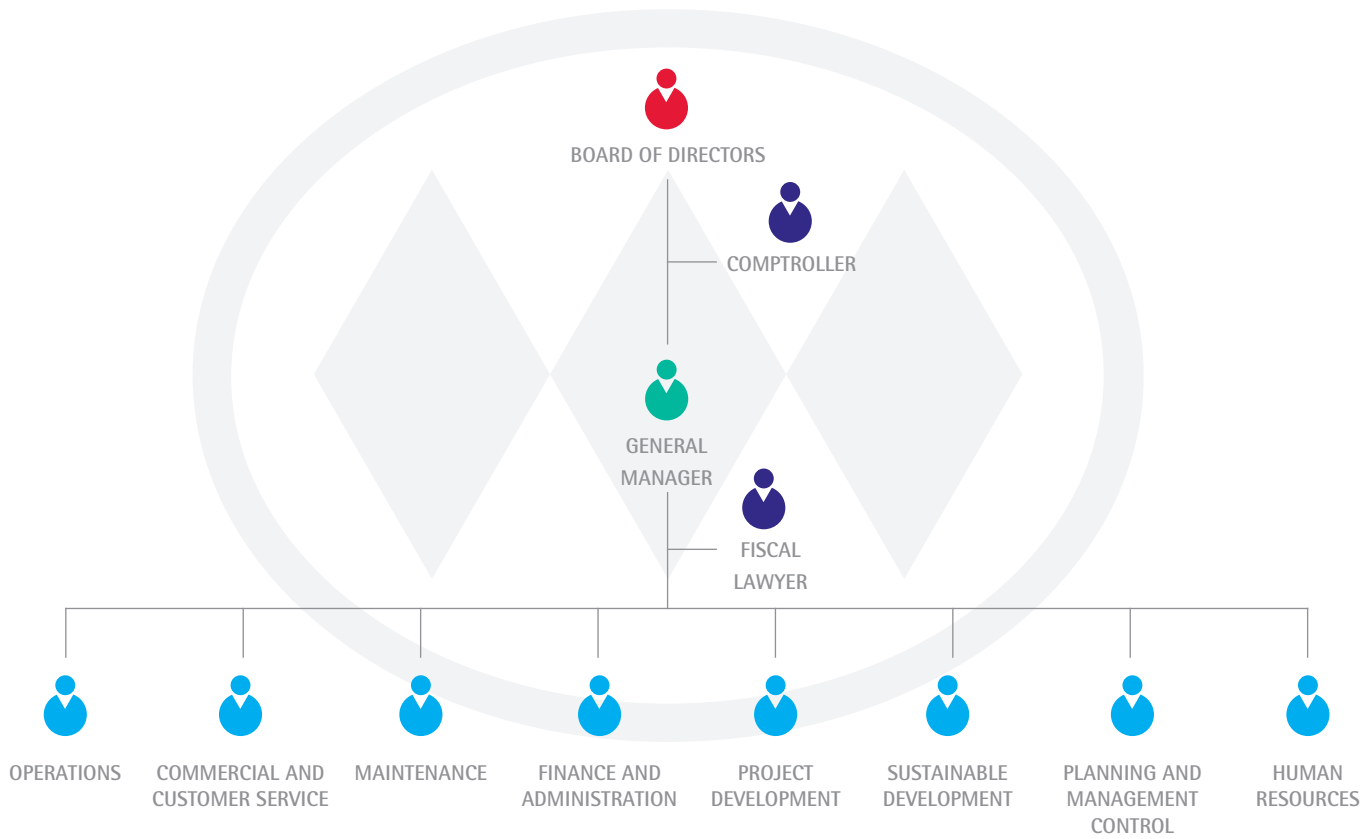 BOARD OF DIRECTORS
COMPTROLLER
GENERAL
MANAGER
FISCAL
LAWYER
OPERATIONS
COMMERCIAL AND
CUSTOMER SERVICE
MAINTENANCE
FINANCE AND
ADMINISTRATION
PROJECT
DEVELOPMENT
SUSTAINABLE
DEVELOPMENT
PLANNING AND
MANAGEMENT
CONTROL
HUMAN
RESOURCES